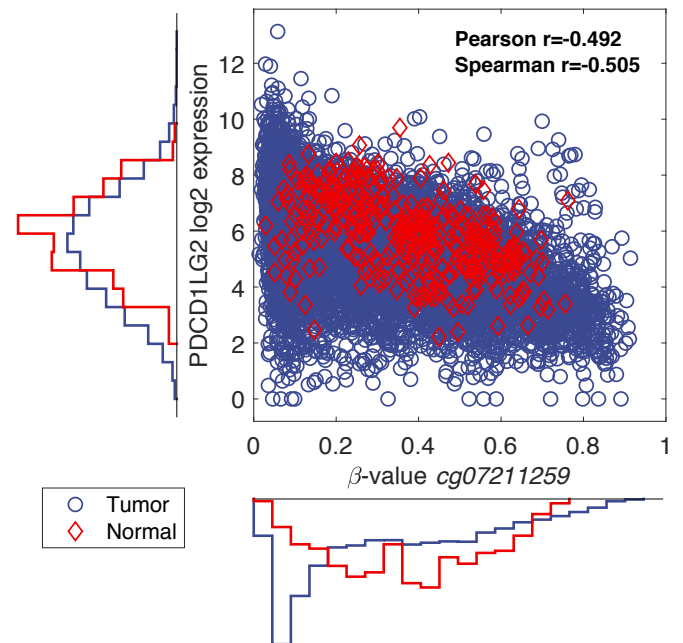 Pearson r=-0.492
Spearman r=-0.505
PDCD1LG2 log2 expression
12
10
8
6
4
2
0
0
0.2
0.4
0.6
0.8
1
β-value cg07211259
Tumor
Normal